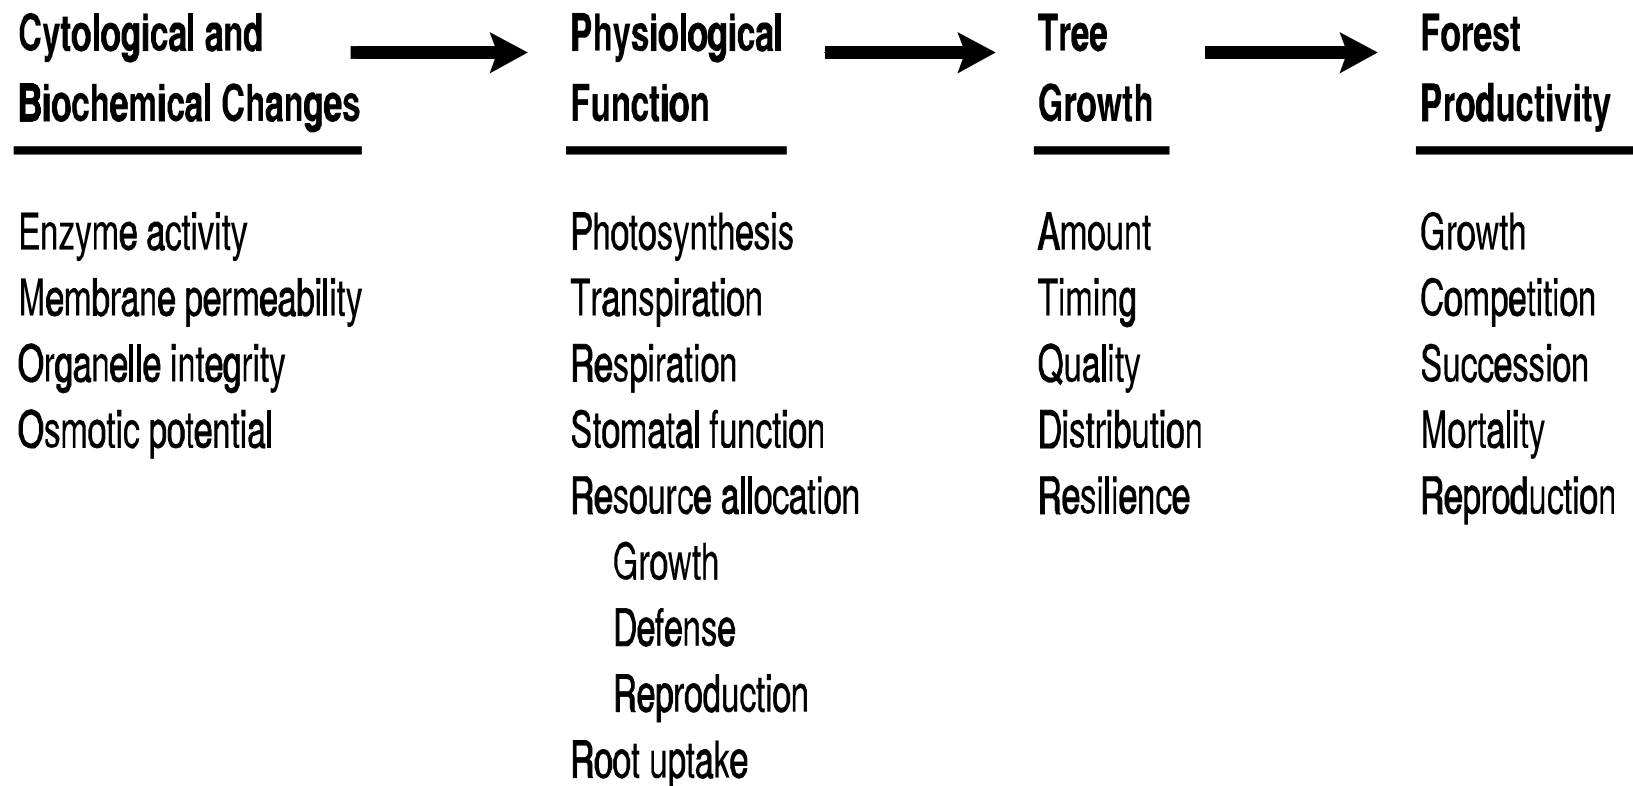 Cytological and
Biochemical Changes
Enzyme activity
Membrane permeability
Organelle integrity
Osmotic potential
Physiological
Function
Photosynthesis
Transpiration
Respiration
Stomatal function
Resource allocation
Growth
Defense
Reproduction
Root uptake
Tree
Growth
Amount
Timing
Quality
Distribution
Resilience
Forest
Productivity
Growth
Competition
Succession
Mortality
Reproduction